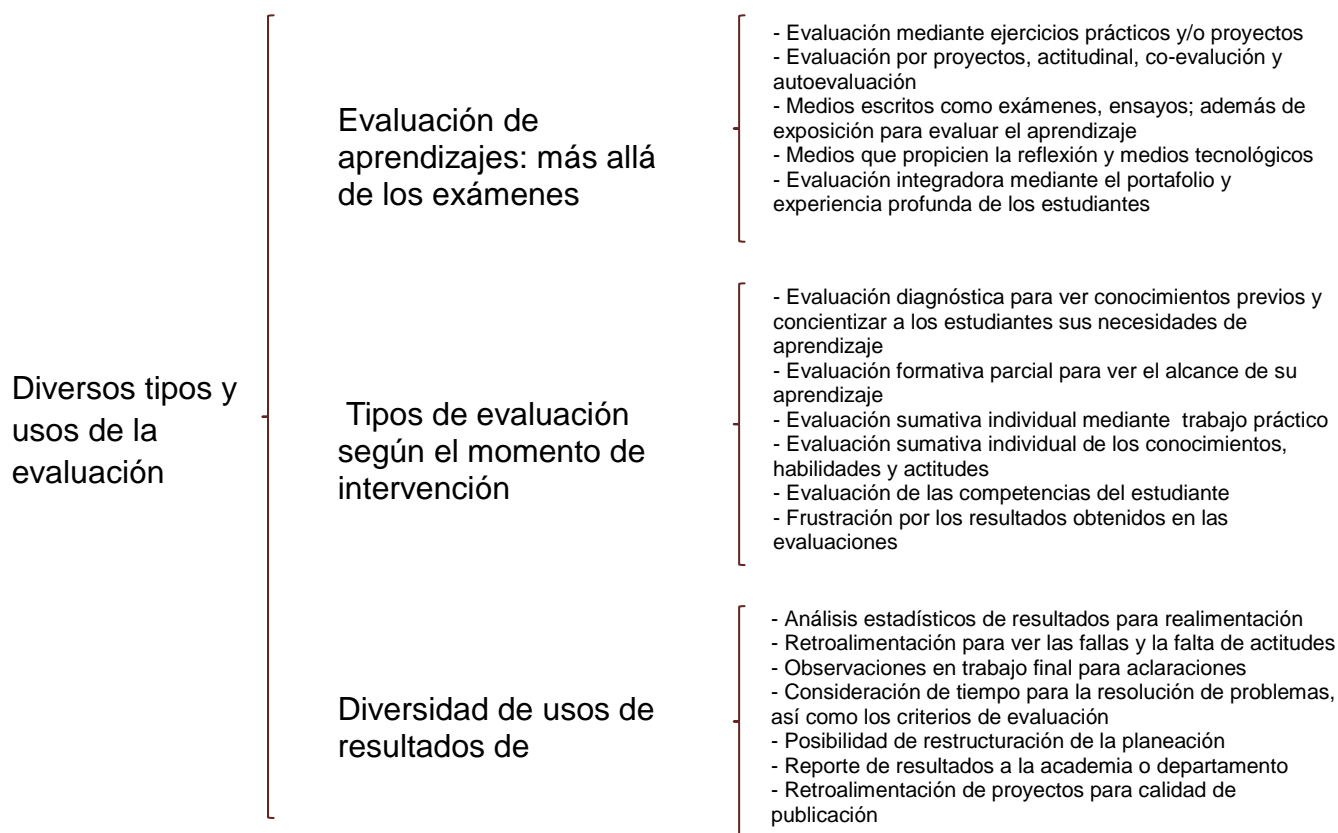 Diversos tipos y
usos de la
evaluación
Evaluación de
aprendizajes: más allá
de los exámenes
- Evaluación mediante ejercicios prácticos y/o proyectos
- Evaluación por proyectos, actitudinal, co-evalución y
autoevaluación
- Medios escritos como exámenes, ensayos; además de
exposición para evaluar el aprendizaje
- Medios que propicien la reflexión y medios tecnológicos
- Evaluación integradora mediante el portafolio y
experiencia profunda de los estudiantes
Tipos de evaluación
según el momento de
intervención
- Evaluación diagnóstica para ver conocimientos previos y
concientizar a los estudiantes sus necesidades de
aprendizaje
- Evaluación formativa parcial para ver el alcance de su
aprendizaje
- Evaluación sumativa individual mediante trabajo práctico
- Evaluación sumativa individual de los conocimientos,
habilidades y actitudes
- Evaluación de las competencias del estudiante
- Frustración por los resultados obtenidos en las
evaluaciones
Diversidad de usos de
resultados de
- Análisis estadísticos de resultados para realimentación
- Retroalimentación para ver las fallas y la falta de actitudes
- Observaciones en trabajo final para aclaraciones
- Consideración de tiempo para la resolución de problemas,
así como los criterios de evaluación
- Posibilidad de restructuración de la planeación
- Reporte de resultados a la academia o departamento
- Retroalimentación de proyectos para calidad de
publicación